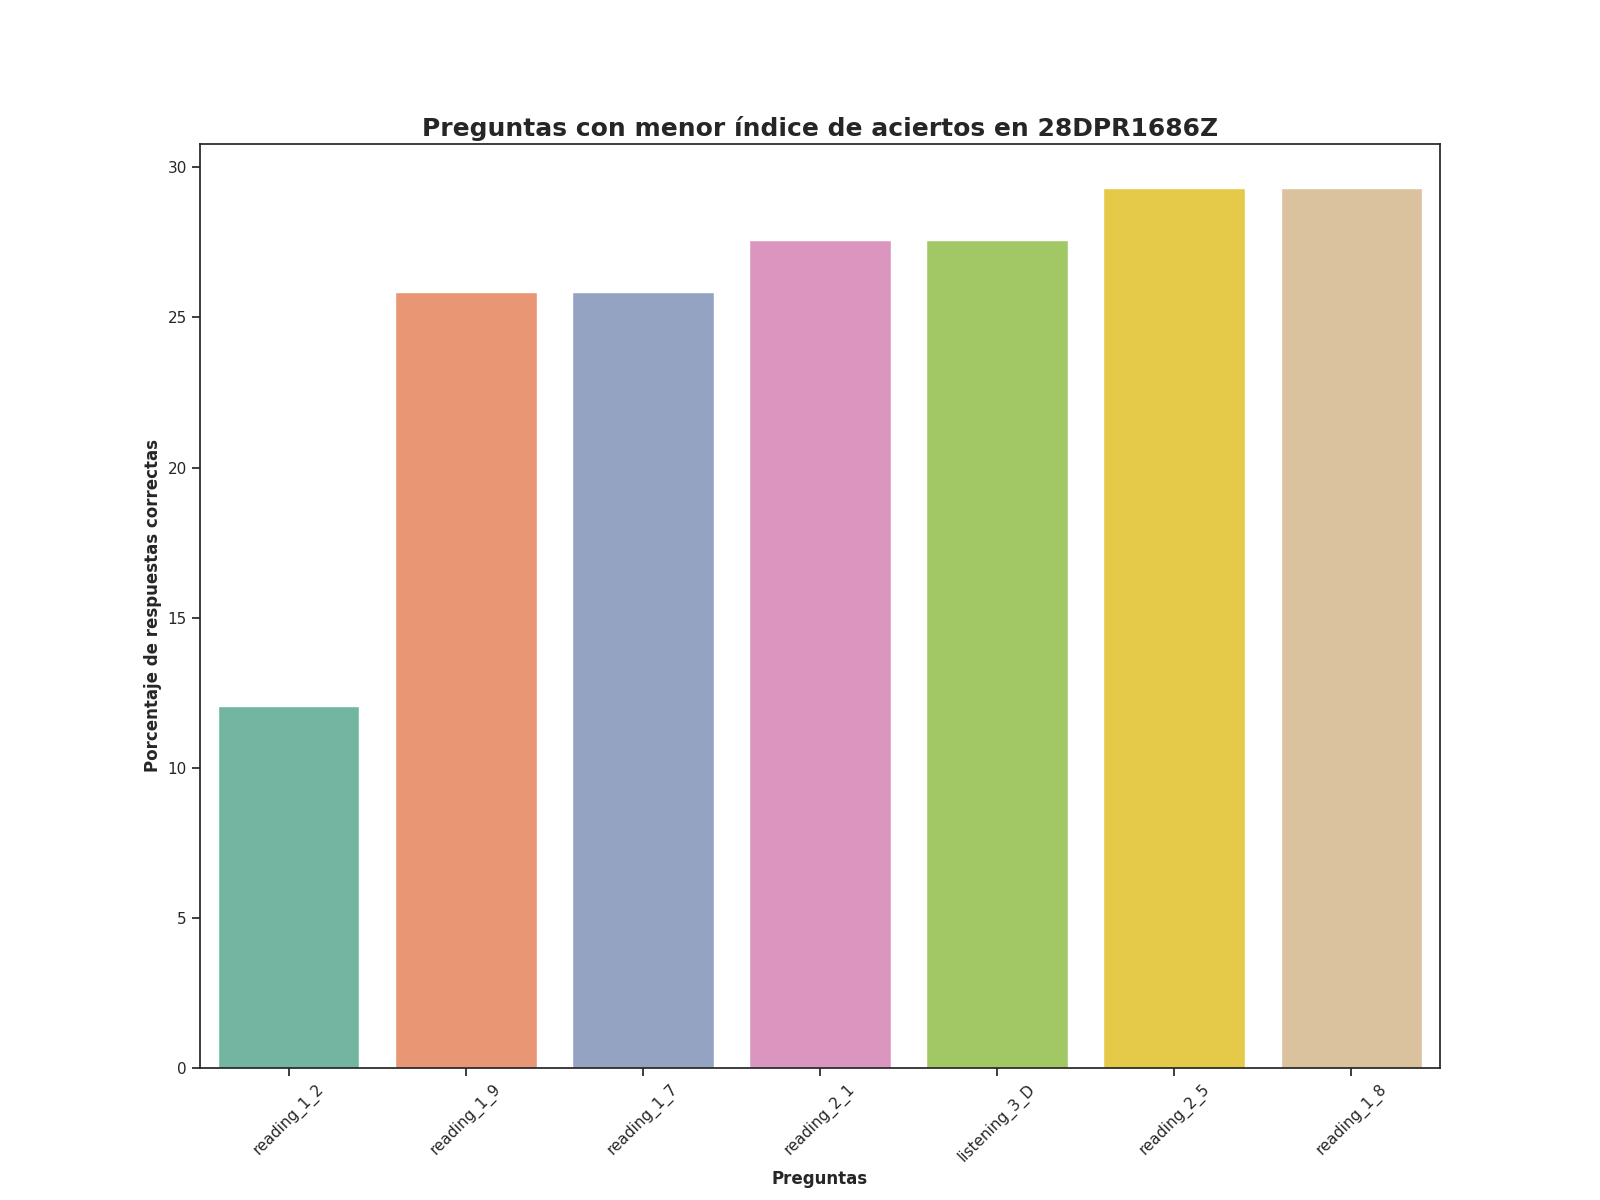 Preguntas con menor índice de aciertos en 28DPR1686Z
Porcentaje de respuestas correctas
30
25
20
15
10
5
0
reading_1_2
reading_1_9
reading_1_7
reading_2_1
listening_3_D
reading_2_5
reading_1_8
Preguntas